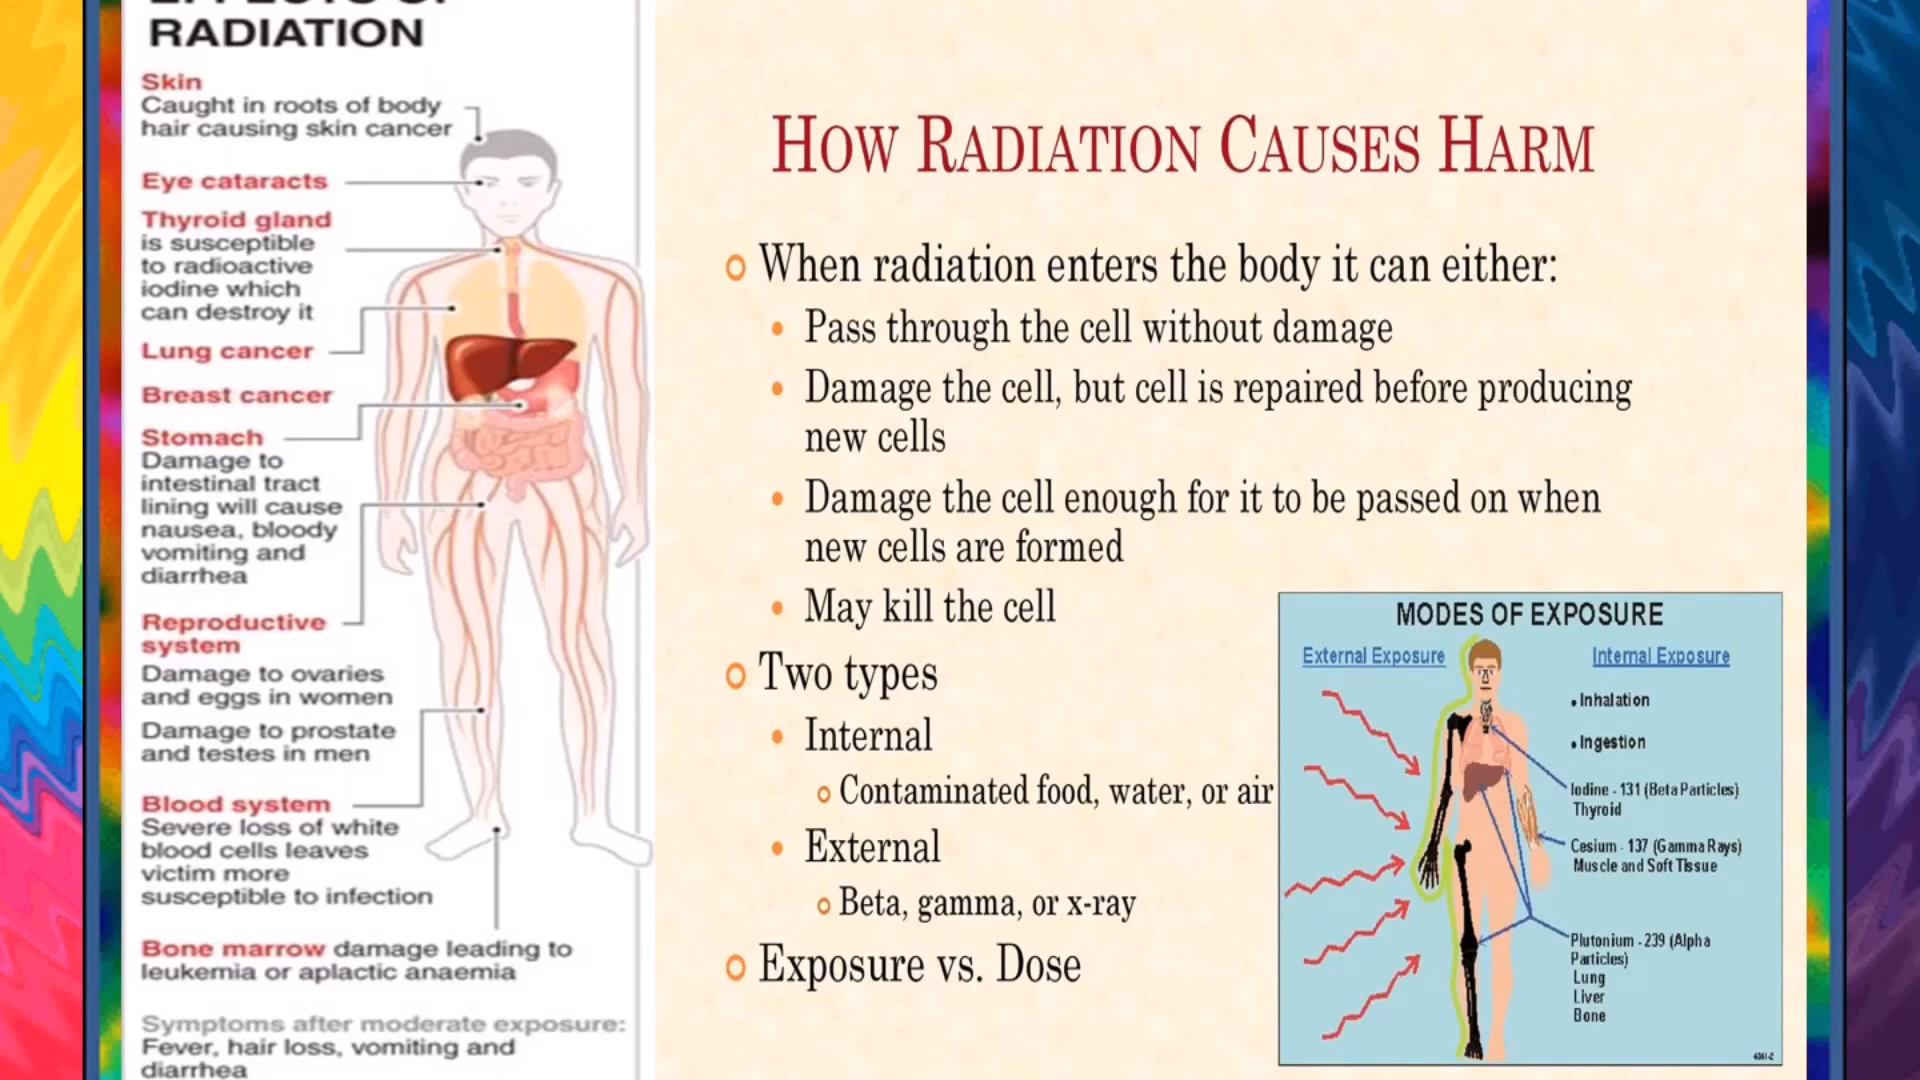 EFFECTS OF
RADIATION
Skin
Caught in roots of body
hair causing skin cancer
Eye cataracts
Thyroid gland
is susceptible
to radioactive
iodine which
can destroy it
Lung cancer
Breast cancer
Stomach
Damage to
intestinal tract
lining will cause
nausea, bloody
vomiting and
diarrhea
Reproductive
system
Damage to ovaries
and eggs in women
Damage to prostate
and testes in men
Blood system
Severe loss of white
blood cells leaves
victim more
susceptible to infection
Bone marrow damage leading to
leukemia or aplactic anaemia
Symptoms after moderate exposure:
Fever, hair loss, vomiting and
diarrhea
HOW RADIATION CAUSES HARM
When radiation enters the body it can either:
Pass through the cell without damage
Damage the cell, but cell is repaired before producing
new cells
Damage the cell enough for it to be passed on when
new cells are formed
May kill the cell
Two types
Internal
Contaminated food, water, or air
External
Beta, gamma, or x-ray
Exposure vs. Dose
MODES OF EXPOSURE
External Exposure
Internal Exposure
• Inhalation
• Ingestion
Iodine - 131 (Beta Particles)
Thyroid
Cesium - 137 (Gamma Rays)
Muscle and Soft Tissue
Plutonium - 239 (Alpha
Particles)
Lung
Liver
Bone